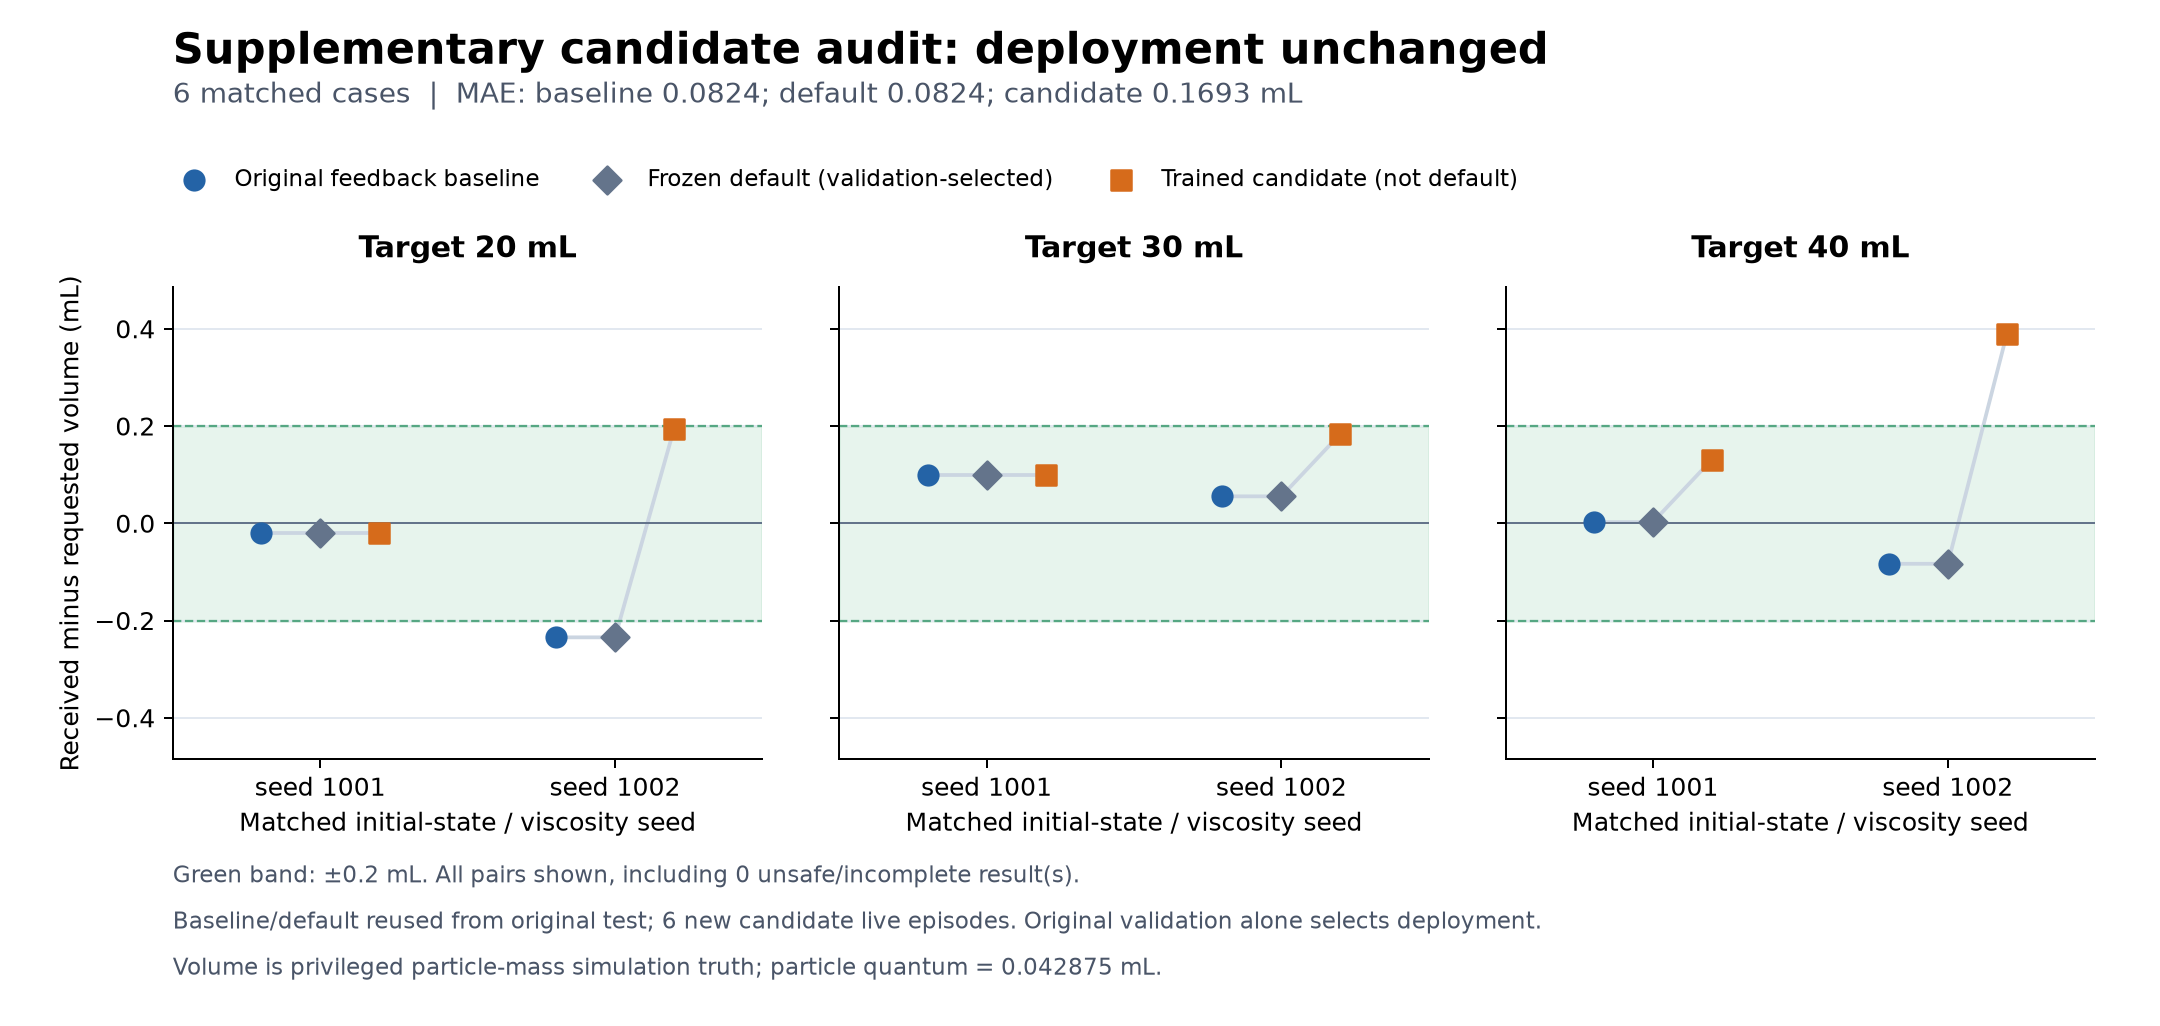 Supplementary candidate audit: deployment unchanged
6 matched cases | MAE: baseline 0.0824; default 0.0824; candidate 0.1693 mL
Original feedback baseline
Frozen default (validation-selected)
Trained candidate (not default)
Target 20 mL
Target 30 mL
Target 40 mL
Received minus requested volume (mL)
0.4
0.2
0.0
−0.2
−0.4
seed 1001
seed 1002
seed 1001
seed 1002
seed 1001
seed 1002
Matched initial-state / viscosity seed
Matched initial-state / viscosity seed
Matched initial-state / viscosity seed
Green band: ±0.2 mL. All pairs shown, including 0 unsafe/incomplete result(s).
Baseline/default reused from original test; 6 new candidate live episodes. Original validation alone selects deployment.
Volume is privileged particle-mass simulation truth; particle quantum = 0.042875 mL.